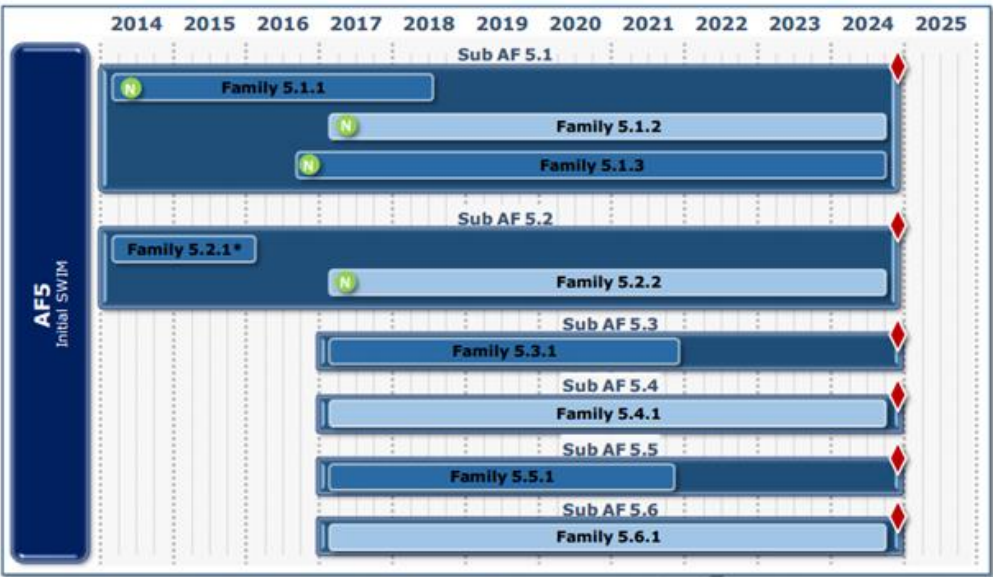 2014 2015 2016 2017 2018 2019 2020 2021 2022 2023 2024 2025
AF5
Initial SWIM
Sub AF 5.1
N Family 5.1.1
N Family 5.1.2
N Family 5.1.3
Sub AF 5.2
Family 5.2.1*
N Family 5.2.2
Sub AF 5.3
Family 5.3.1
Sub AF 5.4
Family 5.4.1
Sub AF 5.5
Family 5.5.1
Sub AF 5.6
Family 5.6.1